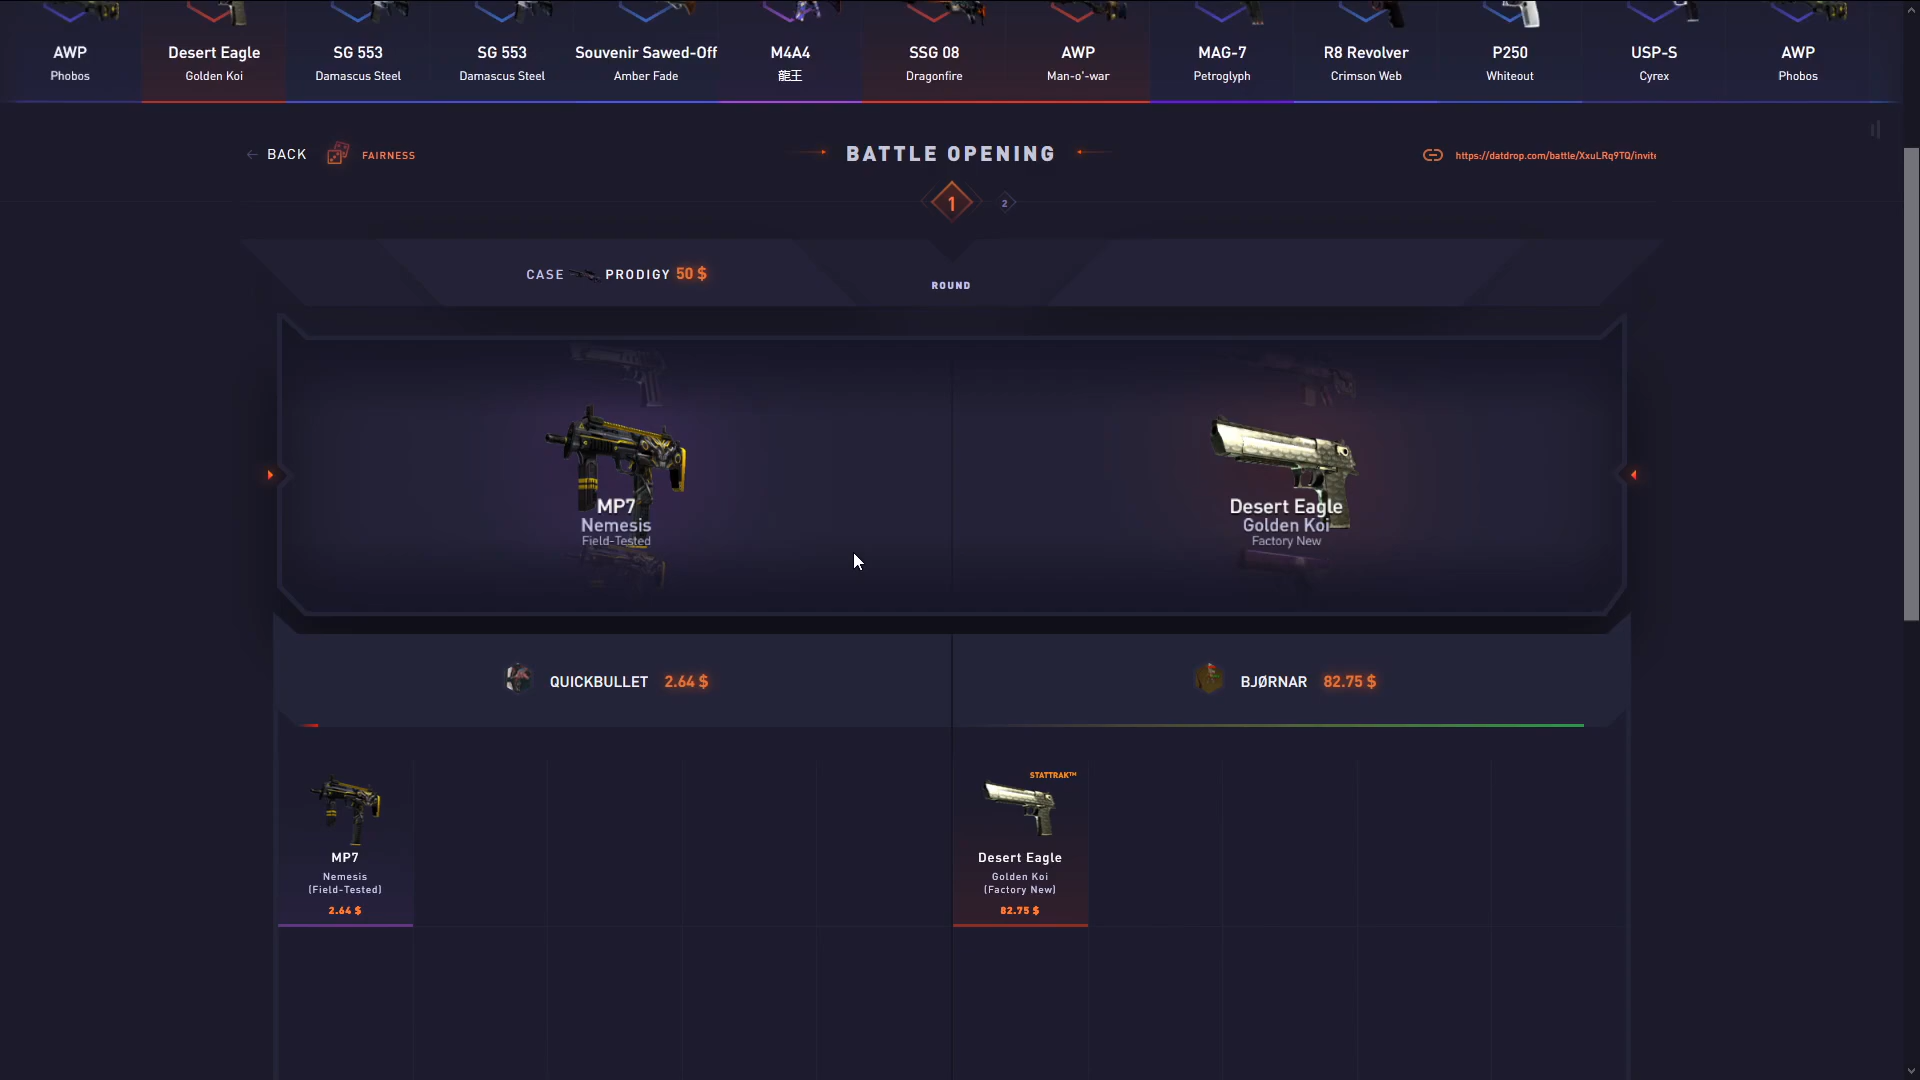 AWP
Phobos
Desert Eagle
Golden Koi
SG 553
Damascus Steel
SG 553
Damascus Steel
Souvenir Sawed-Off
Amber Fade
M4A4
龍王
SSG 08
Dragonfire
AWP
Man-o'-war
MAG-7
Petroglyph
R8 Revolver
Crimson Web
P250
Whiteout
USP-S
Cyrex
AWP
Phobos
← BACK
FAIRNESS
BATTLE OPENING
https://datdrop.com/battle/XxuLRq9TQ/invite
1
2
CASE PRODIGY 50 $
ROUND
MP7
Nemesis
Field-Tested
Desert Eagle
Golden Koi
Factory New
QUICKBULLET 2.64 $
BJØRNAR 82.75 $
MP7
Nemesis
(Field-Tested)
2.64 $
STATTRAK™
Desert Eagle
Golden Koi
(Factory New)
82.75 $